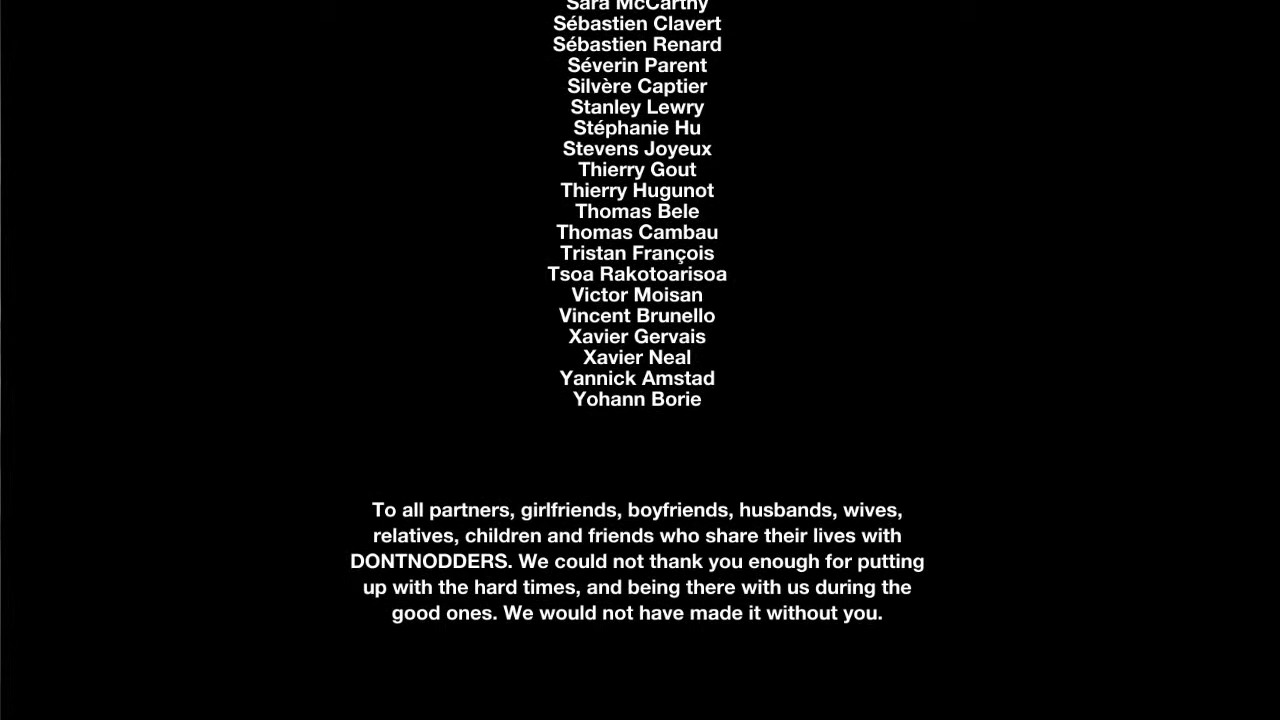 Sara McCarthy
Sébastien Clavert
Sébastien Renard
Séverin Parent
Silvère Captier
Stanley Lewry
Stéphanie Hu
Stevens Joyeux
Thierry Gout
Thierry Hugunot
Thomas Bele
Thomas Cambau
Tristan François
Tsoa Rakotoarisoa
Victor Moisan
Vincent Brunello
Xavier Gervais
Xavier Neal
Yannick Amstad
Yohann Borie
To all partners, girlfriends, boyfriends, husbands, wives,
relatives, children and friends who share their lives with
DONTNODDERS. We could not thank you enough for putting
up with the hard times, and being there with us during the
good ones. We would not have made it without you.